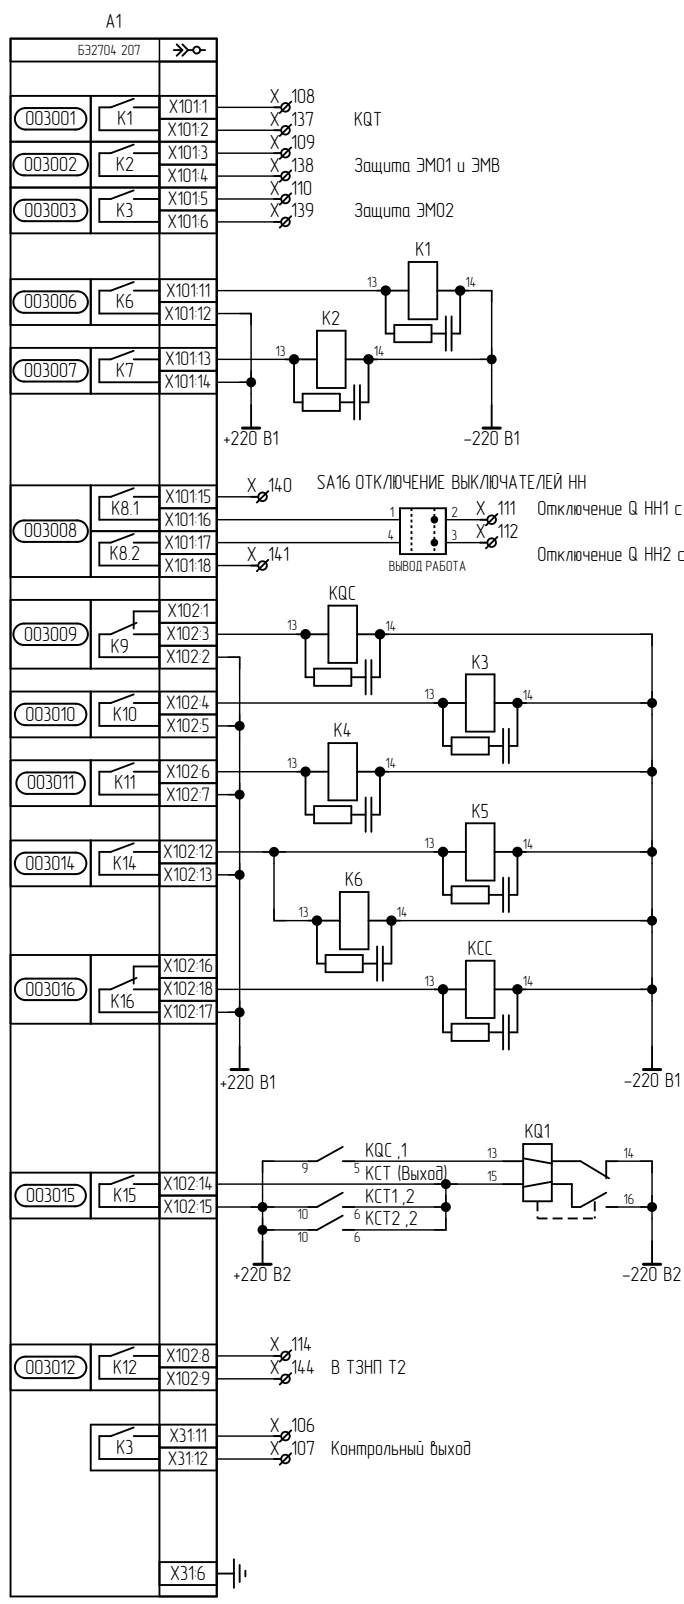 A1
БЭ2704 207
003001 K1 X101:1 X 108
X101:2 X 137 KQT
003002 K2 X101:3 X 109
X101:4 X 138 Защита ЭМО1 и ЭМВ
003003 K3 X101:5 X 110
X101:6 X 139 Защита ЭМО2
K1
003006 K6 X101:11 13 14
X101:12
K2
003007 K7 X101:13 13 14
X101:14
+220 В1 -220 В1
SA16 ОТКЛЮЧЕНИЕ ВЫКЛЮЧАТЕЛЕЙ НН
003008 K8.1 X101:15 X 140
X101:16 1 2 X 111 Отключение Q НН1 с
K8.2 X101:17 4 3 X 112
X101:18 X 141 Отключение Q НН2 с
ВЫВОД РАБОТА
KQC
X102:1
003009 K9 X102:3 13 14
X102:2
K3
003010 K10 X102:4 13 14
X102:5
K4
003011 K11 X102:6 13 14
X102:7
K5
003014 K14 X102:12 13 14
X102:13
K6
13 14
KCC
X102:16
003016 K16 X102:18 13 14
X102:17
+220 В1 -220 В1
KQ1
9 5 KQC ,1 13 14
003015 K15 X102:14 КСТ (Выход) 15
X102:15 10 6 КСТ1 ,2 16
10 6 КСТ2 ,2
+220 В2 -220 В2
003012 K12 X102:8 X 114
X102:9 X 144 В ТЗНП Т2
K3 X31:11 X 106
X31:12 X 107 Контрольный выход
X31:6